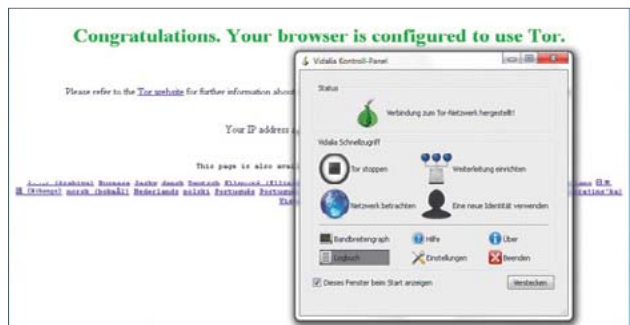 Congratulations. Your browser is configured to use Tor.
Please refer to the Tor website for further information about
Your IP address
This page is also avai
Vidalia Kontroll-Panel
Status
Verbindung zum Tor-Netzwerk hergestellt!
Vidalia Schnellzugriff
Tor stoppen
Weiterleitung einrichten
Netzwerk betrachten
Eine neue Identität verwenden
Bandbreitengraph
Hilfe
Über
Logbuch
Einstellungen
Beenden
Dieses Fenster beim Start anzeigen
Verstecken